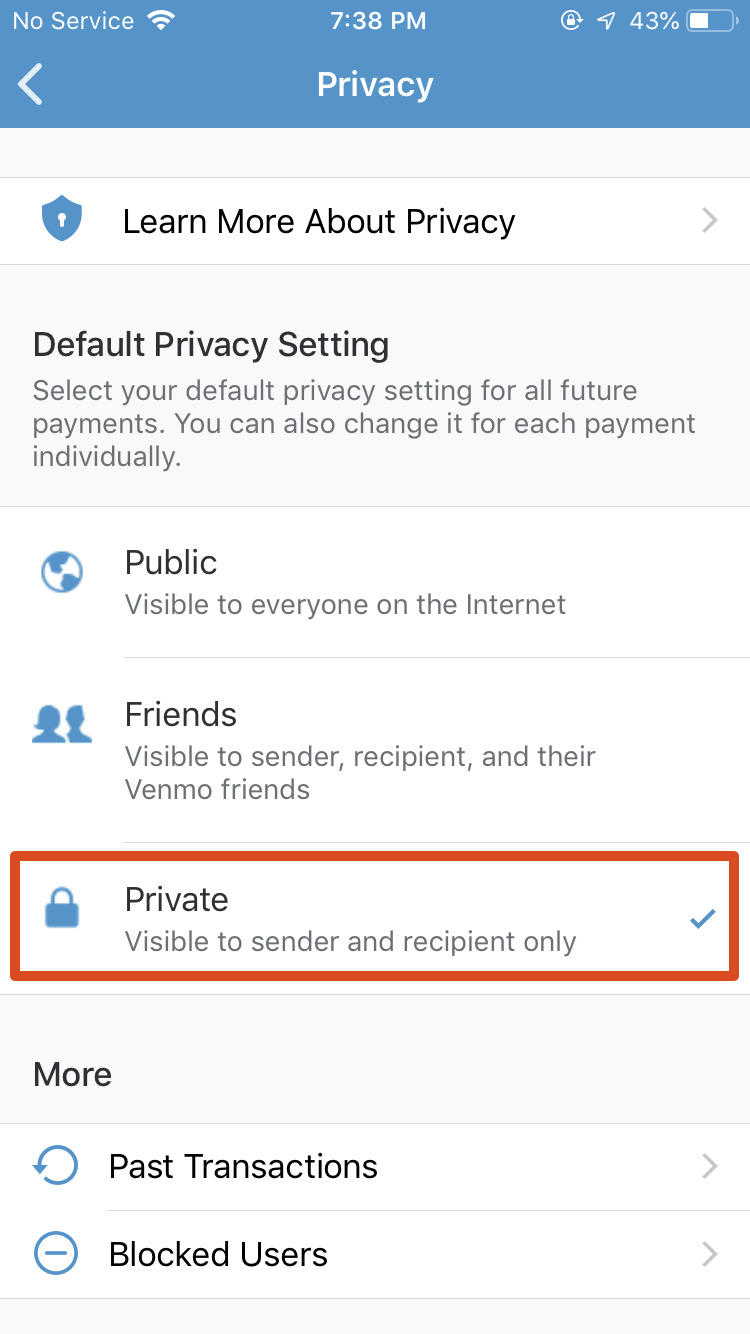 No Service 7:38 PM 43%
Privacy
Learn More About Privacy
Default Privacy Setting
Select your default privacy setting for all future
payments. You can also change it for each payment
individually.
Public
Visible to everyone on the Internet
Friends
Visible to sender, recipient, and their
Venmo friends
Private
Visible to sender and recipient only
More
Past Transactions
Blocked Users